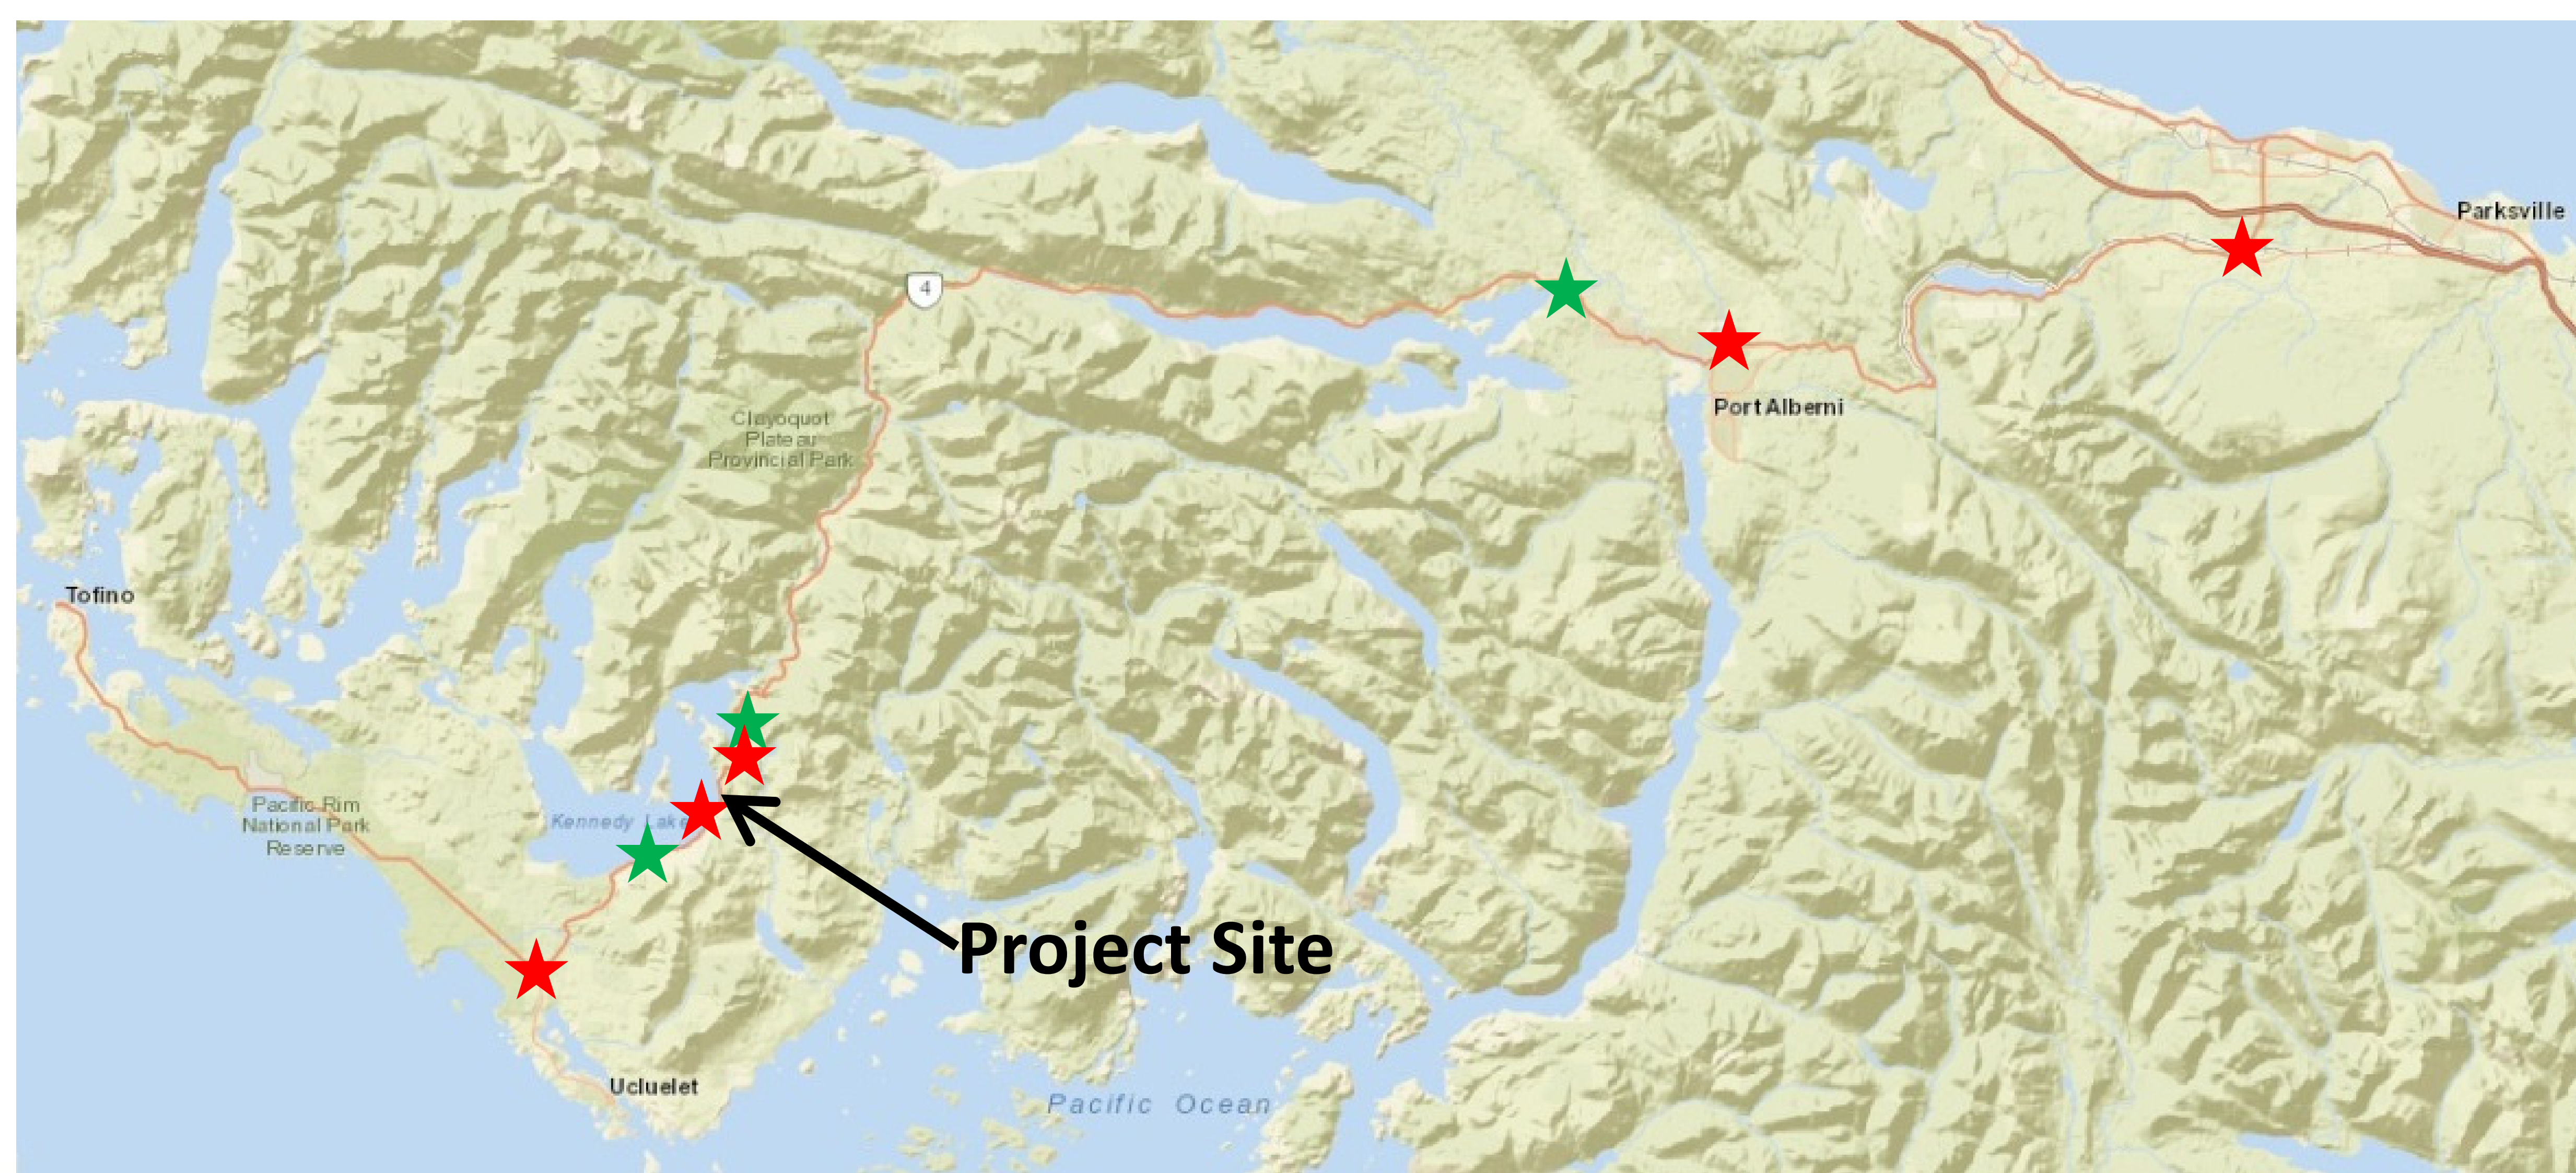 Parksville
4
Port Alberni
Clayoquot
Plateau
Provincial Park
Tofino
Pacific Rim
National Park
Reserve
Kennedy Lake
Project Site
Ucluelet
Pacific Ocean